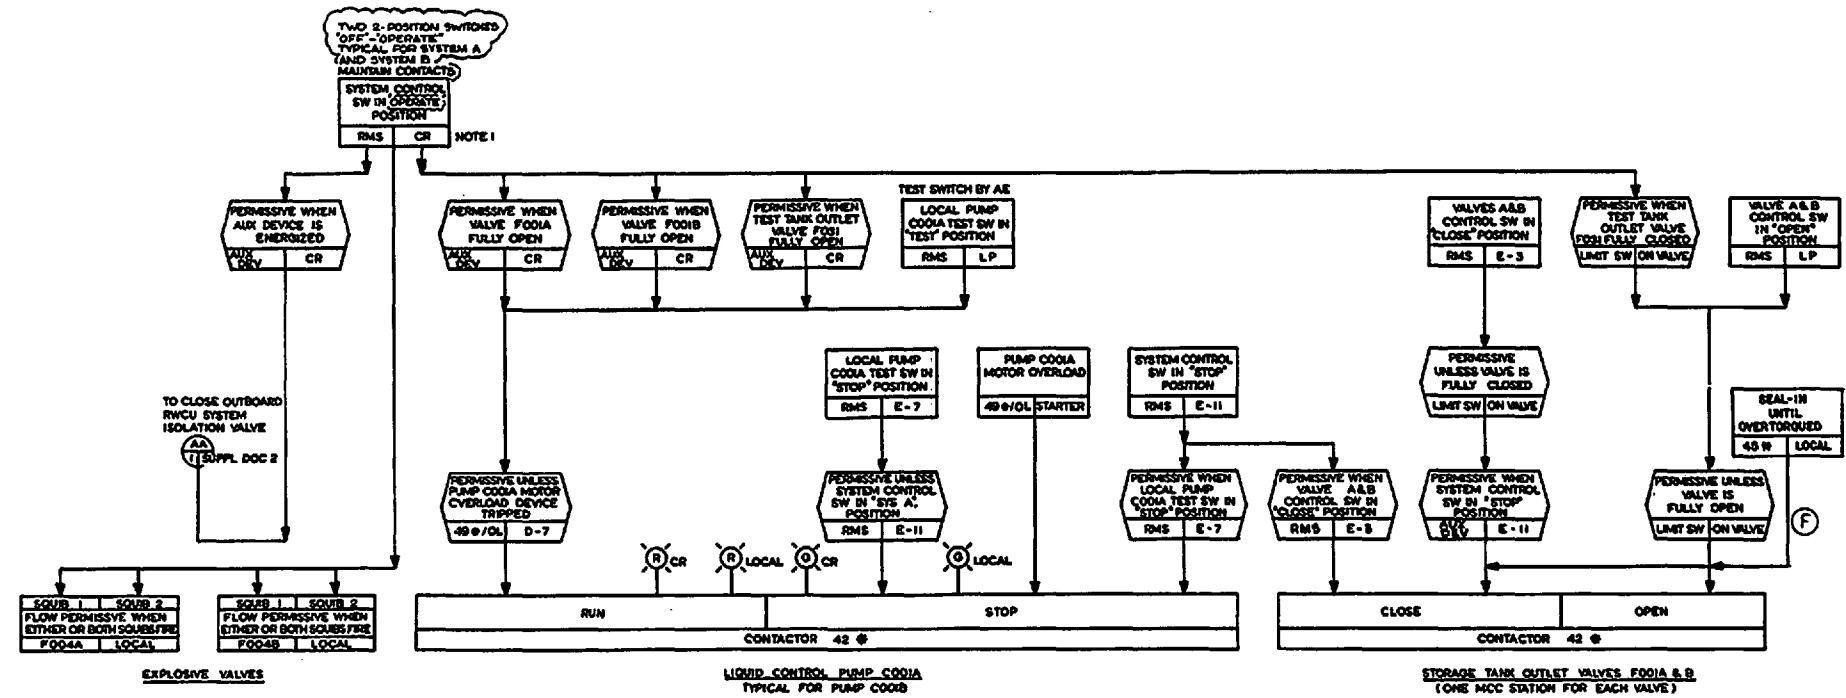 TWO 2-POSITION SWITCHES
"OFF"-"OPERATE"
TYPICAL FOR SYSTEM A
(AND SYSTEM B
MAINTAIN CONTACTS)
SYSTEM CONTROL
SW IN "OPERATE"
POSITION
RMS CR NOTE 1
PERMISSIVE WHEN
AUX DEVICE IS
ENERGIZED
AUX DEV CR
PERMISSIVE WHEN
VALVE F001A
FULLY OPEN
AUX DEV CR
PERMISSIVE WHEN
VALVE F001B
FULLY OPEN
AUX DEV CR
PERMISSIVE WHEN
TEST TANK OUTLET
VALVE F031
FULLY OPEN
AUX DEV CR
TEST SWITCH BY AE
LOCAL PUMP
C001A TEST SW IN
"TEST" POSITION
RMS LP
VALVES A&B
CONTROL SW IN
"CLOSE" POSITION
RMS E-3
PERMISSIVE WHEN
TEST TANK
OUTLET VALVE
F031 FULLY CLOSED
LIMIT SW ON VALVE
VALVE A&B
CONTROL SW
IN "OPEN"
POSITION
RMS LP
LOCAL PUMP
C001A TEST SW IN
"STOP" POSITION
RMS E-7
PUMP C001A
MOTOR OVERLOAD
49⊕/OL STARTER
SYSTEM CONTROL
SW IN "STOP"
POSITION
RMS E-11
PERMISSIVE
UNLESS VALVE IS
FULLY CLOSED
LIMIT SW ON VALVE
SEAL-IN
UNTIL
OVERTORQUED
48 * LOCAL
TO CLOSE OUTBOARD
RWCU SYSTEM
ISOLATION VALVE
AA
1 SUPPL DOC 2
PERMISSIVE UNLESS
PUMP C001A MOTOR
OVERLOAD DEVICE
TRIPPED
49⊕/OL D-7
PERMISSIVE UNLESS
SYSTEM CONTROL
SW IN "SYS A",
POSITION
RMS E-11
PERMISSIVE WHEN
LOCAL PUMP
C001A TEST SW IN
"STOP" POSITION
RMS E-7
PERMISSIVE WHEN
VALVE A&B
CONTROL SW IN
"CLOSE" POSITION
RMS E-3
PERMISSIVE WHEN
SYSTEM CONTROL
SW IN "STOP"
POSITION
AUX DEV E-11
PERMISSIVE UNLESS
VALVE IS
FULLY OPEN
LIMIT SW ON VALVE
F
R CR
R LOCAL
G CR
G LOCAL
SQUIB 1 SQUIB 2
FLOW PERMISSIVE WHEN
EITHER OR BOTH SQUIBS FIRE
F004A LOCAL
SQUIB 1 SQUIB 2
FLOW PERMISSIVE WHEN
EITHER OR BOTH SQUIBS FIRE
F004B LOCAL
RUN STOP
CONTACTOR 42 *
CLOSE OPEN
CONTACTOR 42 *
EXPLOSIVE VALVES
LIQUID CONTROL PUMP C001A
TYPICAL FOR PUMP C001B
STORAGE TANK OUTLET VALVES F001A & B
(ONE MCC STATION FOR EACH VALVE)